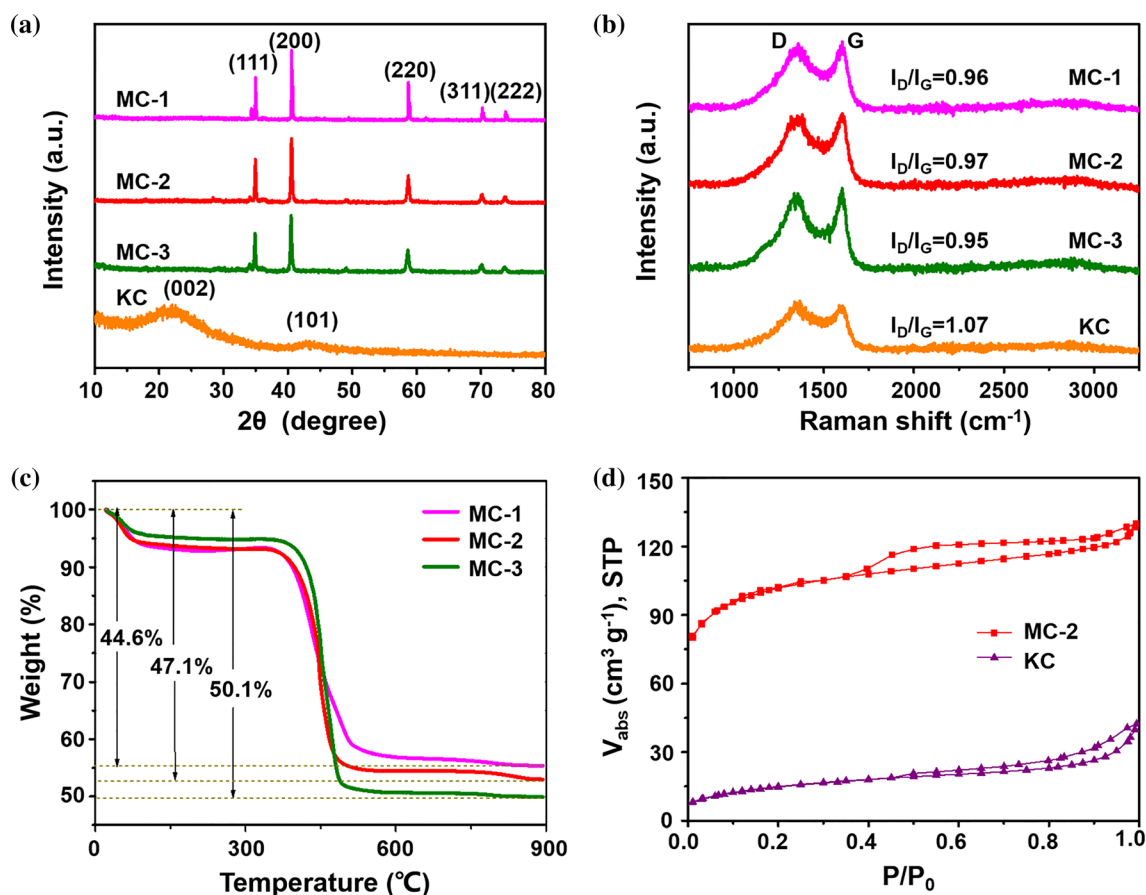 (a)
Intensity (a.u.)
(111)
(200)
(220)
(311)
(222)
MC-1
MC-2
MC-3
KC
(002)
(101)
10 20 30 40 50 60 70 80
2θ (degree)
(b)
Intensity (a.u.)
D G
I_D/I_G=0.96 MC-1
I_D/I_G=0.97 MC-2
I_D/I_G=0.95 MC-3
I_D/I_G=1.07 KC
1000 1500 2000 2500 3000
Raman shift (cm⁻¹)
(c)
Weight (%)
100
90
80
70
60
50
MC-1
MC-2
MC-3
44.6%
47.1%
50.1%
0 300 600 900
Temperature (℃)
(d)
V_abs (cm³ g⁻¹), STP
150
120
90
60
30
0
MC-2
KC
0.0 0.2 0.4 0.6 0.8 1.0
P/P₀